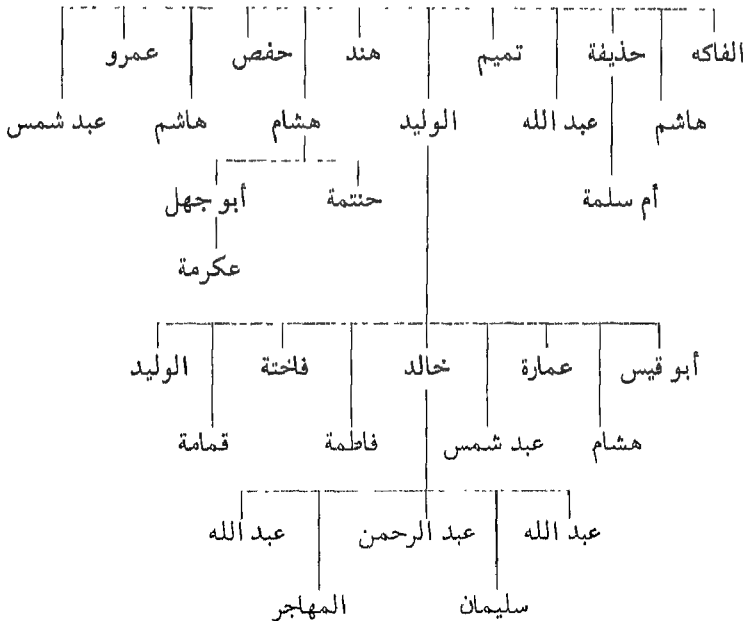 الفاكه حذيفة تميم هند حفص عمرو
هاشم عبد الله الوليد هشام هاشم عبد شمس
أم سلمة حنتمة أبو جهل
عكرمة
أبو قيس عمارة خالد فاختة الوليد
هشام عبد شمس فاطمة قمامة
عبد الله عبد الرحمن عبد الله
سليمان المهاجر